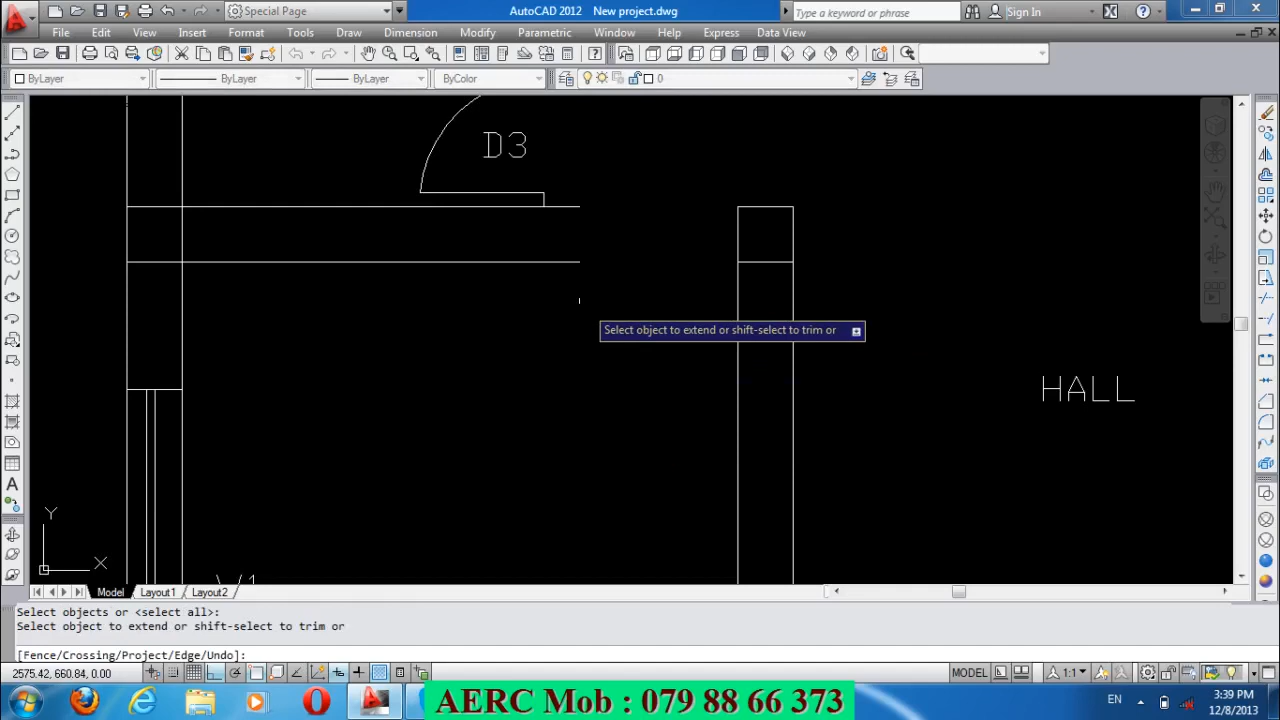 Special Page
AutoCAD 2012 New project.dwg
Type a keyword or phrase
Sign In
File Edit View Insert Format Tools Draw Dimension Modify Parametric Window Help Express Data View
ByLayer ByLayer ByLayer ByColor 0
D3
Select object to extend or shift-select to trim or
HALL
Y
X
Model Layout1 Layout2
Select objects or <select all>:
Select object to extend or shift-select to trim or
[Fence/Crossing/Project/Edge/Undo]:
2575.42, 660.84, 0.00
MODEL
1:1
AERC Mob : 079 88 66 373
EN
3:39 PM
12/8/2013